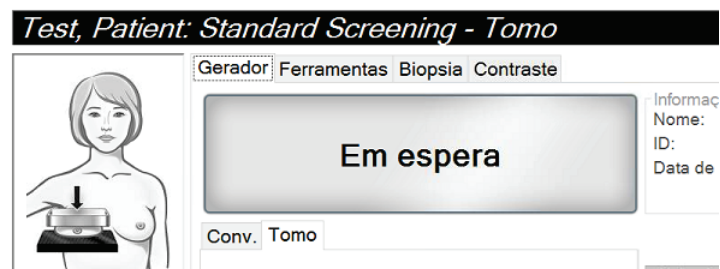 Test, Patient: Standard Screening - Tomo
Gerador Ferramentas Biopsia Contraste
Em espera
Nome:
ID:
Data de
Conv. Tomo